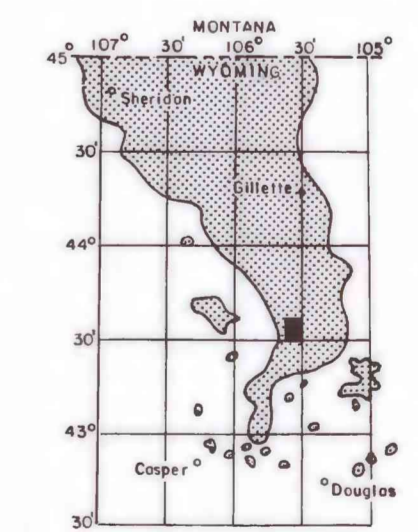 MONTANA
45° 107° 30' 106° 30' 105°
WYOMING
Sheridan
30'
Gillette
44°
30'
43°
Casper
Douglas
30'